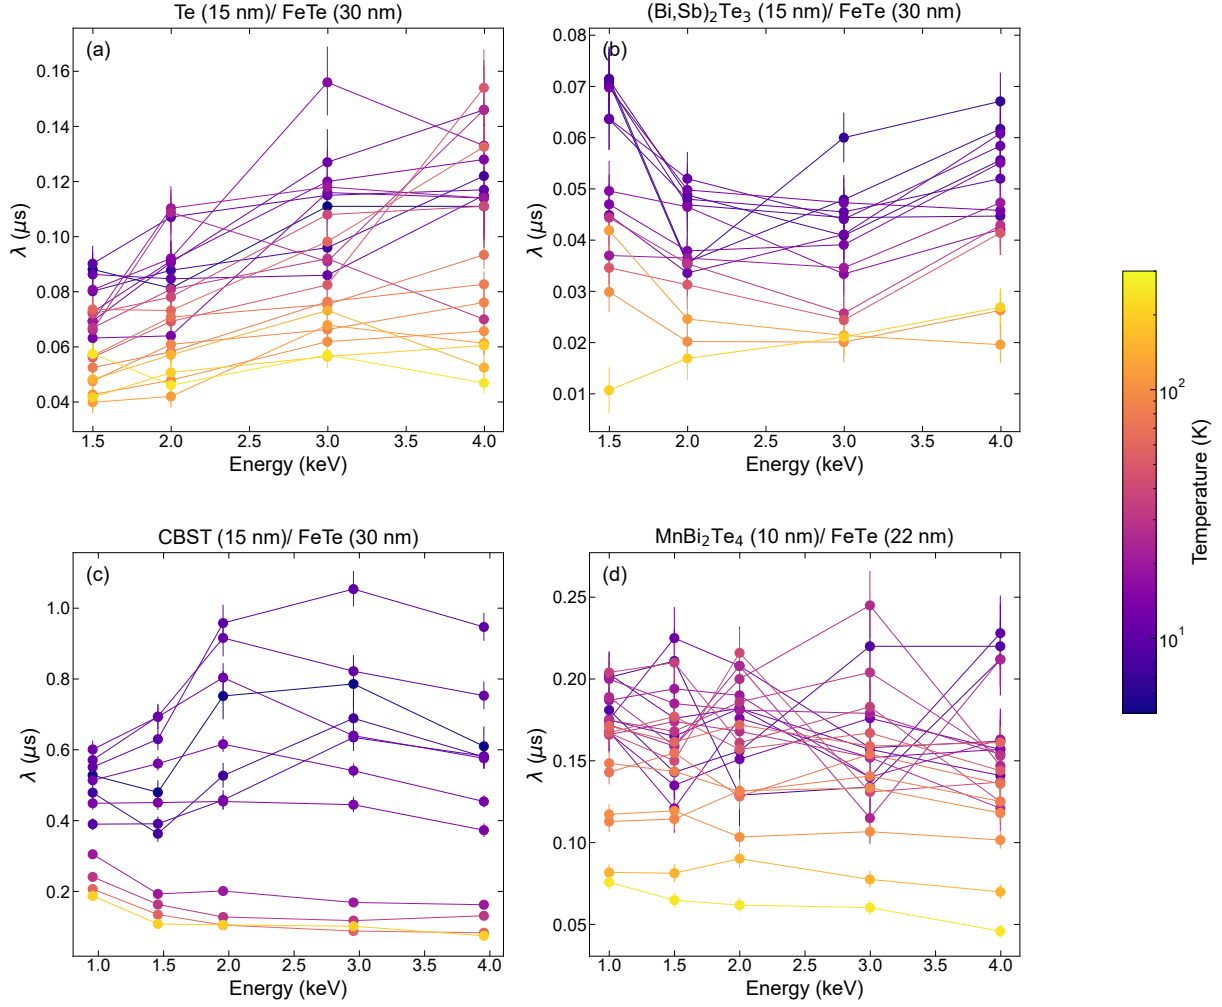 Te (15 nm)/ FeTe (30 nm)
(a)
0.16
0.14
0.12
0.10
0.08
0.06
0.04
λ (μs)
1.5 2.0 2.5 3.0 3.5 4.0
Energy (keV)
(Bi,Sb)₂Te₃ (15 nm)/ FeTe (30 nm)
(b)
0.08
0.07
0.06
0.05
0.04
0.03
0.02
0.01
λ (μs)
1.5 2.0 2.5 3.0 3.5 4.0
Energy (keV)
CBST (15 nm)/ FeTe (30 nm)
(c)
1.0
0.8
0.6
0.4
0.2
λ (μs)
1.0 1.5 2.0 2.5 3.0 3.5 4.0
Energy (keV)
MnBi₂Te₄ (10 nm)/ FeTe (22 nm)
(d)
0.25
0.20
0.15
0.10
0.05
λ (μs)
1.0 1.5 2.0 2.5 3.0 3.5 4.0
Energy (keV)
10²
10¹
Temperature (K)